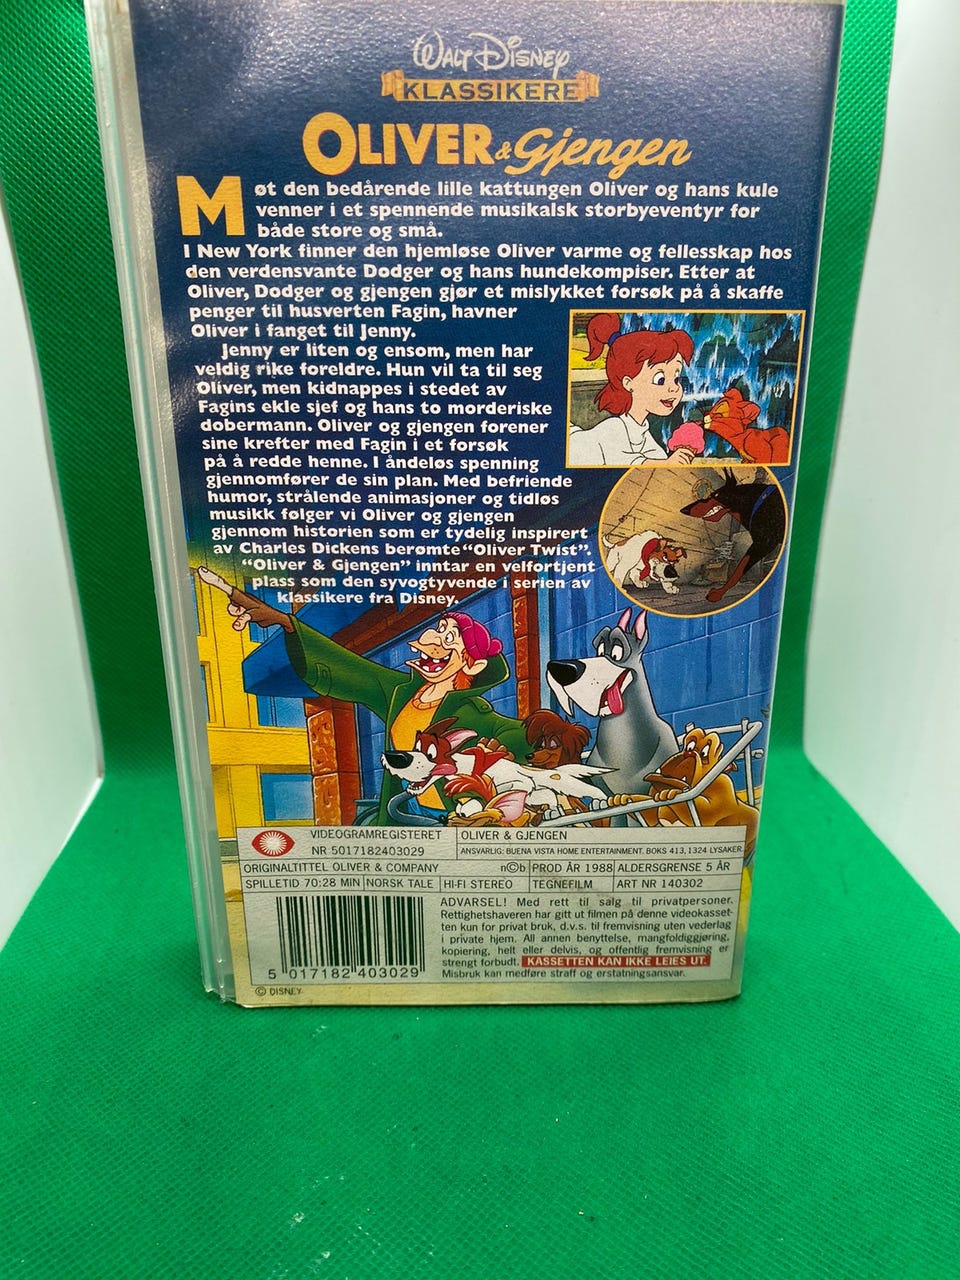 WALT DISNEY
KLASSIKERE
OLIVER & Gjengen
Møt den bedårende lille kattungen Oliver og hans kule
venner i et spennende musikalsk storbyeventyr for
både store og små.
I New York finner den hjemløse Oliver varme og fellesskap hos
den verdensvante Dodger og hans hundekompiser. Etter at
Oliver, Dodger og gjengen gjør et mislykket forsøk på å skaffe
penger til husverten Fagin, havner
Oliver i fanget til Jenny.
Jenny er liten og ensom, men har
veldig rike foreldre. Hun vil ta til seg
Oliver, men kidnappes i stedet av
Fagins ekle sjef og hans to morderiske
dobermann. Oliver og gjengen forener
sine krefter med Fagin i et forsøk
på å redde henne. I åndeløs spenning
gjennomfører de sin plan. Med befriende
humor, strålende animasjoner og tidløs
musikk følger vi Oliver og gjengen
gjennom historien som er tydelig inspirert
av Charles Dickens berømte "Oliver Twist".
"Oliver & Gjengen" inntar en velfortjent
plass som den syvogtyvende i serien av
klassikere fra Disney.
VIDEOGRAMREGISTERET
NR 5017182403029
OLIVER & GJENGEN
ANSVARLIG: BUENA VISTA HOME ENTERTAINMENT. BOKS 413, 1324 LYSAKER
ORIGINALTITTEL OLIVER & COMPANY
n©b PROD ÅR 1988 ALDERSGRENSE 5 ÅR
SPILLETID 70:28 MIN NORSK TALE HI-FI STEREO TEGNEFILM ART NR 140302
ADVARSEL! Med rett til salg til privatpersoner.
Rettighetshaveren har gitt ut filmen på denne videokasset-
ten kun for privat bruk, d.v.s. til fremvisning uten vederlag
i private hjem. All annen benyttelse, mangfoldiggjøring,
kopiering, helt eller delvis, og offentlig fremvisning er
strengt forbudt. KASSETTEN KAN IKKE LEIES UT.
Misbruk kan medføre straff og erstatningsansvar.
5 017182 403029
© DISNEY